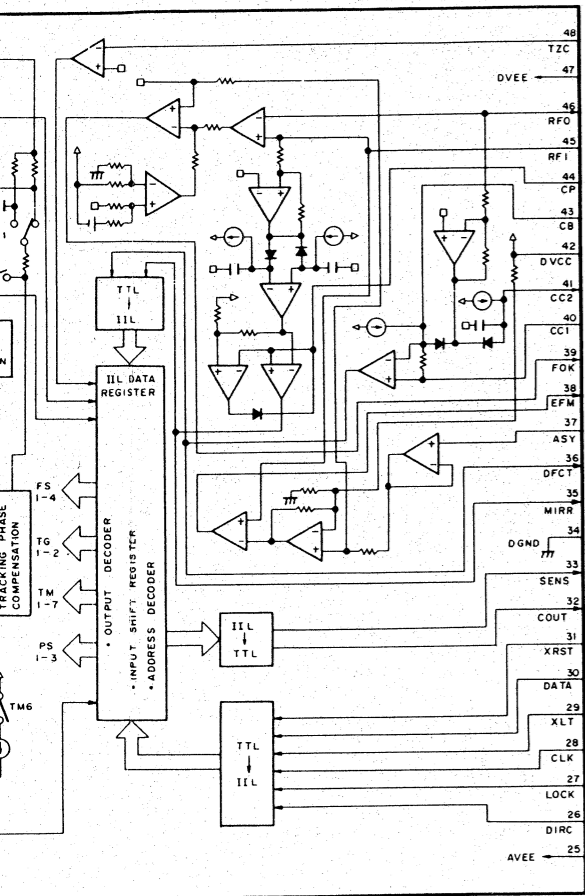 48
TZC
47
DVEE
46
RFO
45
RFI
44
CP
43
CB
42
DVCC
41
CC2
40
CC1
39
FOK
38
EFM
37
ASY
36
DFCT
35
MIRR
34
DGND
33
SENS
32
COUT
31
XRST
30
DATA
29
XLT
28
CLK
27
LOCK
26
DIRC
25
AVEE
TTL
IIL
IIL DATA
REGISTER
• OUTPUT DECODER
• INPUT SHIFT REGISTER
• ADDRESS DECODER
FS
1-4
TG
1-2
TM
1-7
PS
1-3
IIL
TTL
TTL
IIL
TRACKING PHASE
COMPENSATION
TM6
N
1